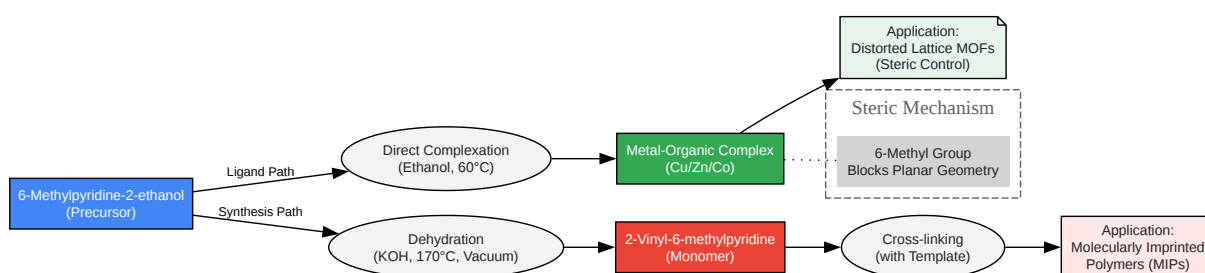 Application:
Distorted Lattice MOFs
(Steric Control)
Steric Mechanism
6-Methyl Group
Blocks Planar Geometry
Direct Complexation
(Ethanol, 60°C)
Metal-Organic Complex
(Cu/Zn/Co)
Ligand Path
6-Methylpyridine-2-ethanol
(Precursor)
Synthesis Path
Dehydration
(KOH, 170°C, Vacuum)
2-Vinyl-6-methylpyridine
(Monomer)
Cross-linking
(with Template)
Application:
Molecularly Imprinted
Polymers (MIPs)